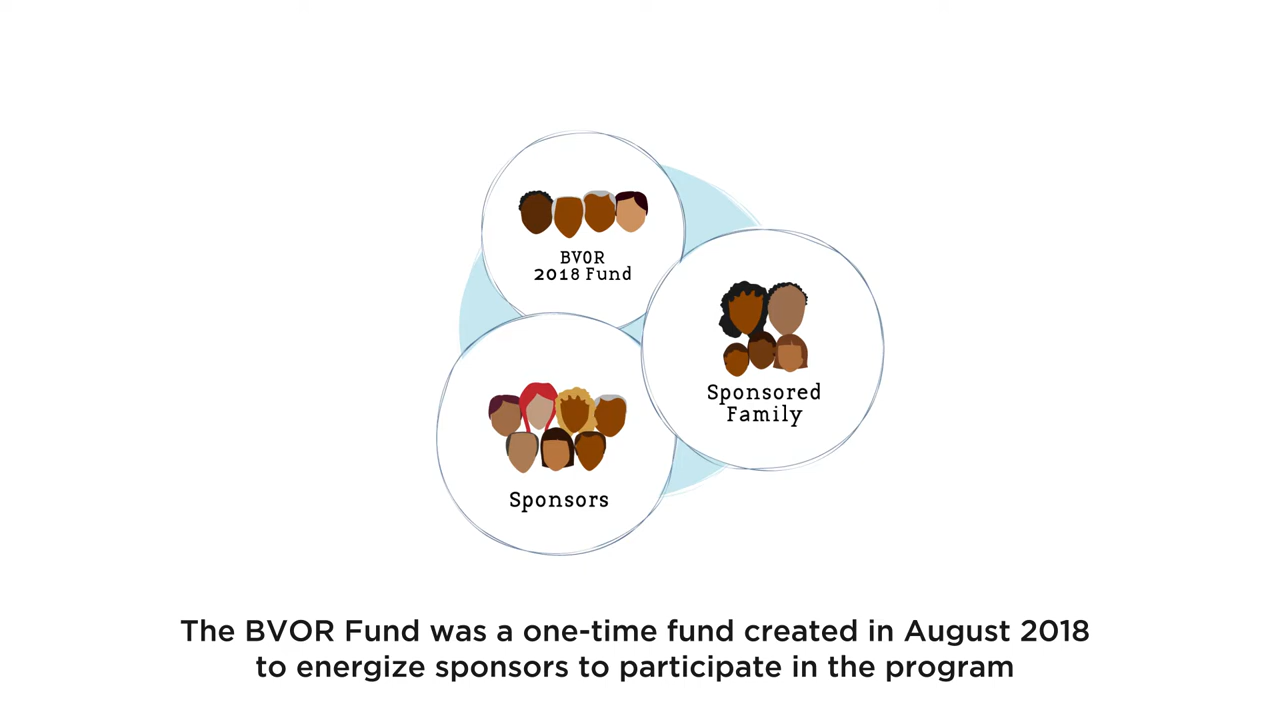 BVOR
2018 Fund
Sponsored
Family
Sponsors
The BVOR Fund was a one-time fund created in August 2018
to energize sponsors to participate in the program